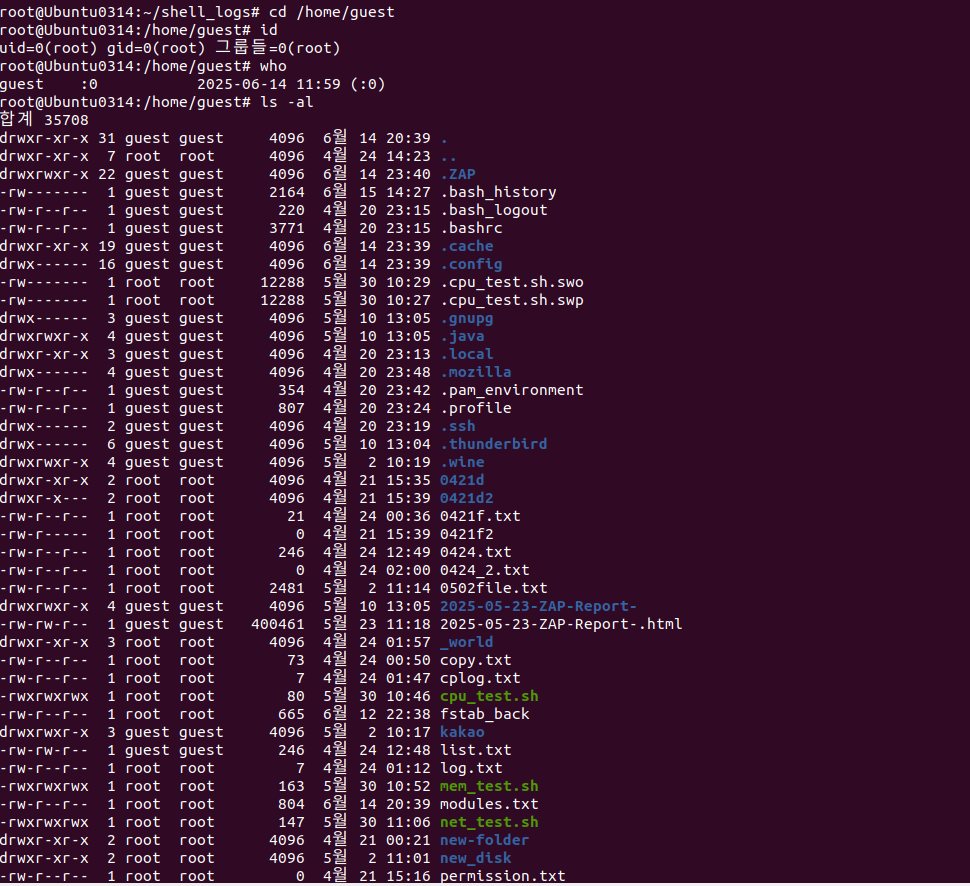 root@Ubuntu0314:~/shell_logs# cd /home/guest
root@Ubuntu0314:/home/guest# id
uid=0(root) gid=0(root) 그룹들=0(root)
root@Ubuntu0314:/home/guest# who
guest    :0           2025-06-14 11:59 (:0)
root@Ubuntu0314:/home/guest# ls -al
합계 35708
drwxr-xr-x 31 guest guest     4096  6월 14 20:39 .
drwxr-xr-x  7 root  root      4096  4월 24 14:23 ..
drwxrwxr-x 22 guest guest     4096  6월 14 23:40 .ZAP
-rw-------  1 guest guest     2164  6월 15 14:27 .bash_history
-rw-r--r--  1 guest guest      220  4월 20 23:15 .bash_logout
-rw-r--r--  1 guest guest     3771  4월 20 23:15 .bashrc
drwxr-xr-x 19 guest guest     4096  6월 14 23:39 .cache
drwx------ 16 guest guest     4096  6월 14 23:39 .config
-rw-------  1 root  root     12288  5월 30 10:29 .cpu_test.sh.swo
-rw-------  1 root  root     12288  5월 30 10:27 .cpu_test.sh.swp
drwx------  3 guest guest     4096  5월 10 13:05 .gnupg
drwxrwxr-x  4 guest guest     4096  5월 10 13:05 .java
drwxr-xr-x  3 guest guest     4096  4월 20 23:13 .local
drwx------  4 guest guest     4096  4월 20 23:48 .mozilla
-rw-r--r--  1 guest guest      354  4월 20 23:42 .pam_environment
-rw-r--r--  1 guest guest      807  4월 20 23:24 .profile
drwx------  2 guest guest     4096  4월 20 23:19 .ssh
drwx------  6 guest guest     4096  5월 10 13:04 .thunderbird
drwxrwxr-x  4 guest guest     4096  5월  2 10:19 .wine
drwxr-xr-x  2 root  root      4096  4월 21 15:35 0421d
drwxr-x---  2 root  root      4096  4월 21 15:39 0421d2
-rw-r--r--  1 root  root        21  4월 24 00:36 0421f.txt
-rw-r-----  1 root  root         0  4월 21 15:39 0421f2
-rw-r--r--  1 root  root       246  4월 24 12:49 0424.txt
-rw-r--r--  1 root  root         0  4월 24 02:00 0424_2.txt
-rw-r--r--  1 root  root      2481  5월  2 11:14 0502file.txt
drwxrwxr-x  4 guest guest     4096  5월 10 13:05 2025-05-23-ZAP-Report-
-rw-rw-r--  1 guest guest   400461  5월 23 11:18 2025-05-23-ZAP-Report-.html
drwxr-xr-x  3 root  root      4096  4월 24 01:57 _world
-rw-r--r--  1 root  root        73  4월 24 00:50 copy.txt
-rw-r--r--  1 root  root         7  4월 24 01:47 cplog.txt
-rwxrwxrwx  1 root  root        80  5월 30 10:46 cpu_test.sh
-rw-r--r--  1 root  root       665  6월 12 22:38 fstab_back
drwxrwxr-x  3 guest guest     4096  5월  2 10:17 kakao
-rw-rw-r--  1 guest guest      246  4월 24 12:48 list.txt
-rw-r--r--  1 root  root         7  4월 24 01:12 log.txt
-rwxrwxrwx  1 root  root       163  5월 30 10:52 mem_test.sh
-rw-r--r--  1 root  root       804  6월 14 20:39 modules.txt
-rwxrwxrwx  1 root  root       147  5월 30 11:06 net_test.sh
drwxr-xr-x  2 root  root      4096  4월 21 00:21 new-folder
drwxr-xr-x  2 root  root      4096  5월  2 11:01 new_disk
-rw-r--r--  1 root  root         0  4월 21 15:16 permission.txt